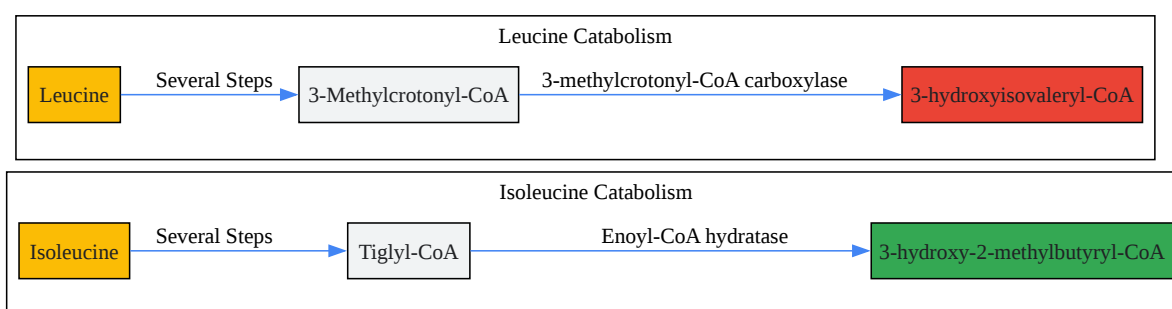 Leucine Catabolism
Leucine
Several Steps
3-Methylcrotonyl-CoA
3-methylcrotonyl-CoA carboxylase
3-hydroxyisovaleryl-CoA
Isoleucine Catabolism
Isoleucine
Several Steps
Tiglyl-CoA
Enoyl-CoA hydratase
3-hydroxy-2-methylbutyryl-CoA